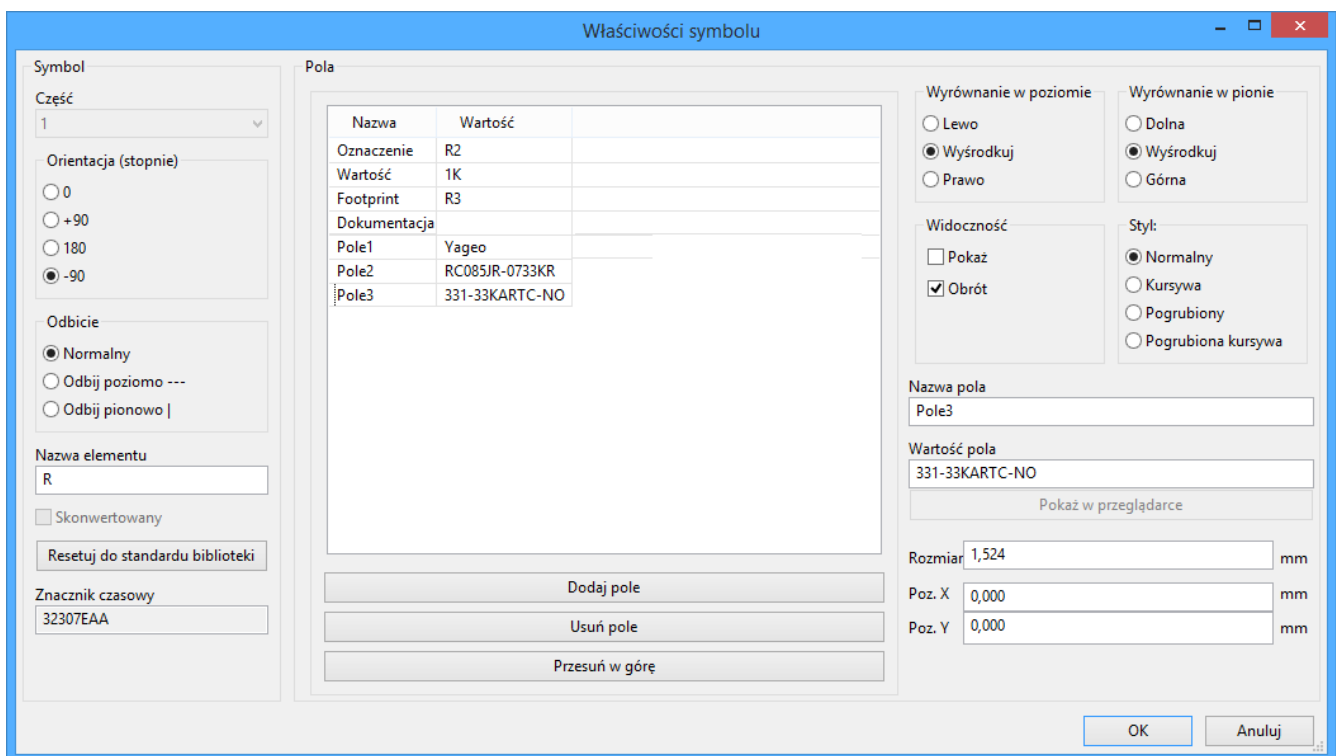 Właściwości symbolu
Symbol
Część
1
Orientacja (stopnie)
0
+90
180
-90
Odbicie
Normalny
Odbij poziomo ---
Odbij pionowo |
Nazwa elementu
R
Skonwertowany
Resetuj do standardu biblioteki
Znacznik czasowy
32307EAA
Pola
Nazwa Wartość
Oznaczenie R2
Wartość 1K
Footprint R3
Dokumentacja
Pole1 Yageo
Pole2 RC085JR-0733KR
Pole3 331-33KARTC-NO
Dodaj pole
Usuń pole
Przesuń w górę
Wyrównanie w poziomie
Lewo
Wyśrodkuj
Prawo
Wyrównanie w pionie
Dolna
Wyśrodkuj
Górna
Widoczność
Pokaż
Obrót
Styl:
Normalny
Kursywa
Pogrubiony
Pogrubiona kursywa
Nazwa pola
Pole3
Wartość pola
331-33KARTC-NO
Pokaż w przeglądarce
Rozmiar 1,524 mm
Poz. X 0,000 mm
Poz. Y 0,000 mm
OK Anuluj